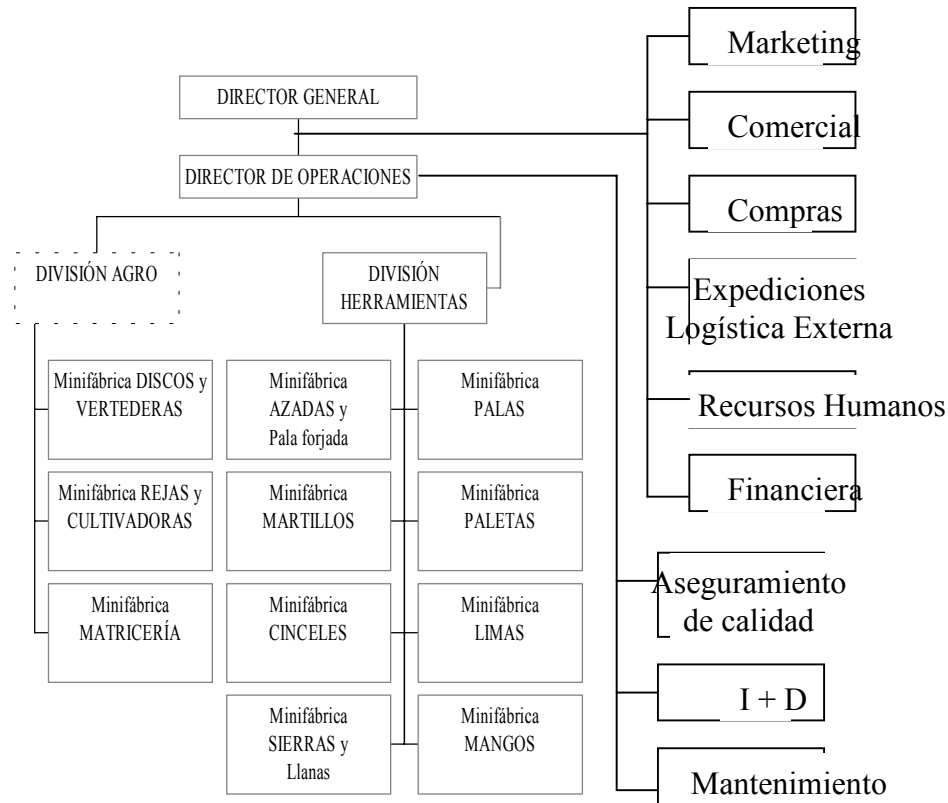 DIRECTOR GENERAL
DIRECTOR DE OPERACIONES
DIVISIÓN AGRO
DIVISIÓN
HERRAMIENTAS
Minifábrica DISCOS y
VERTEDERAS
Minifábrica REJAS y
CULTIVADORAS
Minifábrica
MATRICERÍA
Minifábrica
AZADAS y
Pala forjada
Minifábrica
MARTILLOS
Minifábrica
CINCELES
Minifábrica
SIERRAS y
Llanas
Minifábrica
PALAS
Minifábrica
PALETAS
Minifábrica
LIMAS
Minifábrica
MANGOS
Marketing
Comercial
Compras
Expediciones
Logística Externa
Recursos Humanos
Financiera
Aseguramiento
de calidad
I + D
Mantenimiento